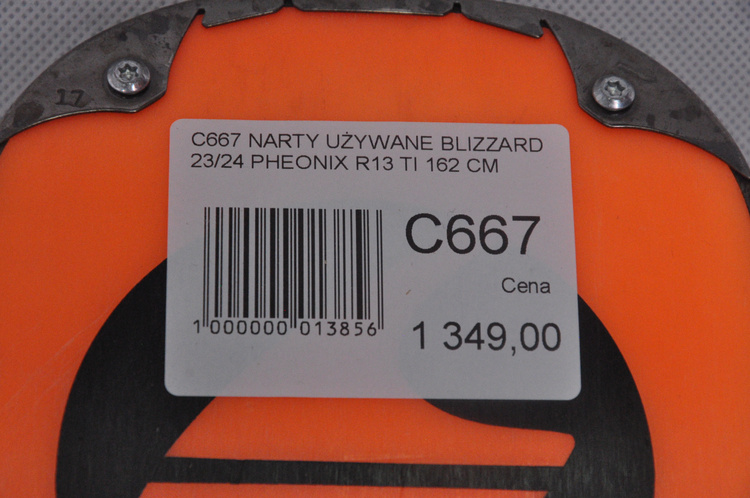 17
C667 NARTY UŻYWANE BLIZZARD
23/24 PHEONIX R13 TI 162 CM
C667
Cena
1 000000 013856
1 349,00